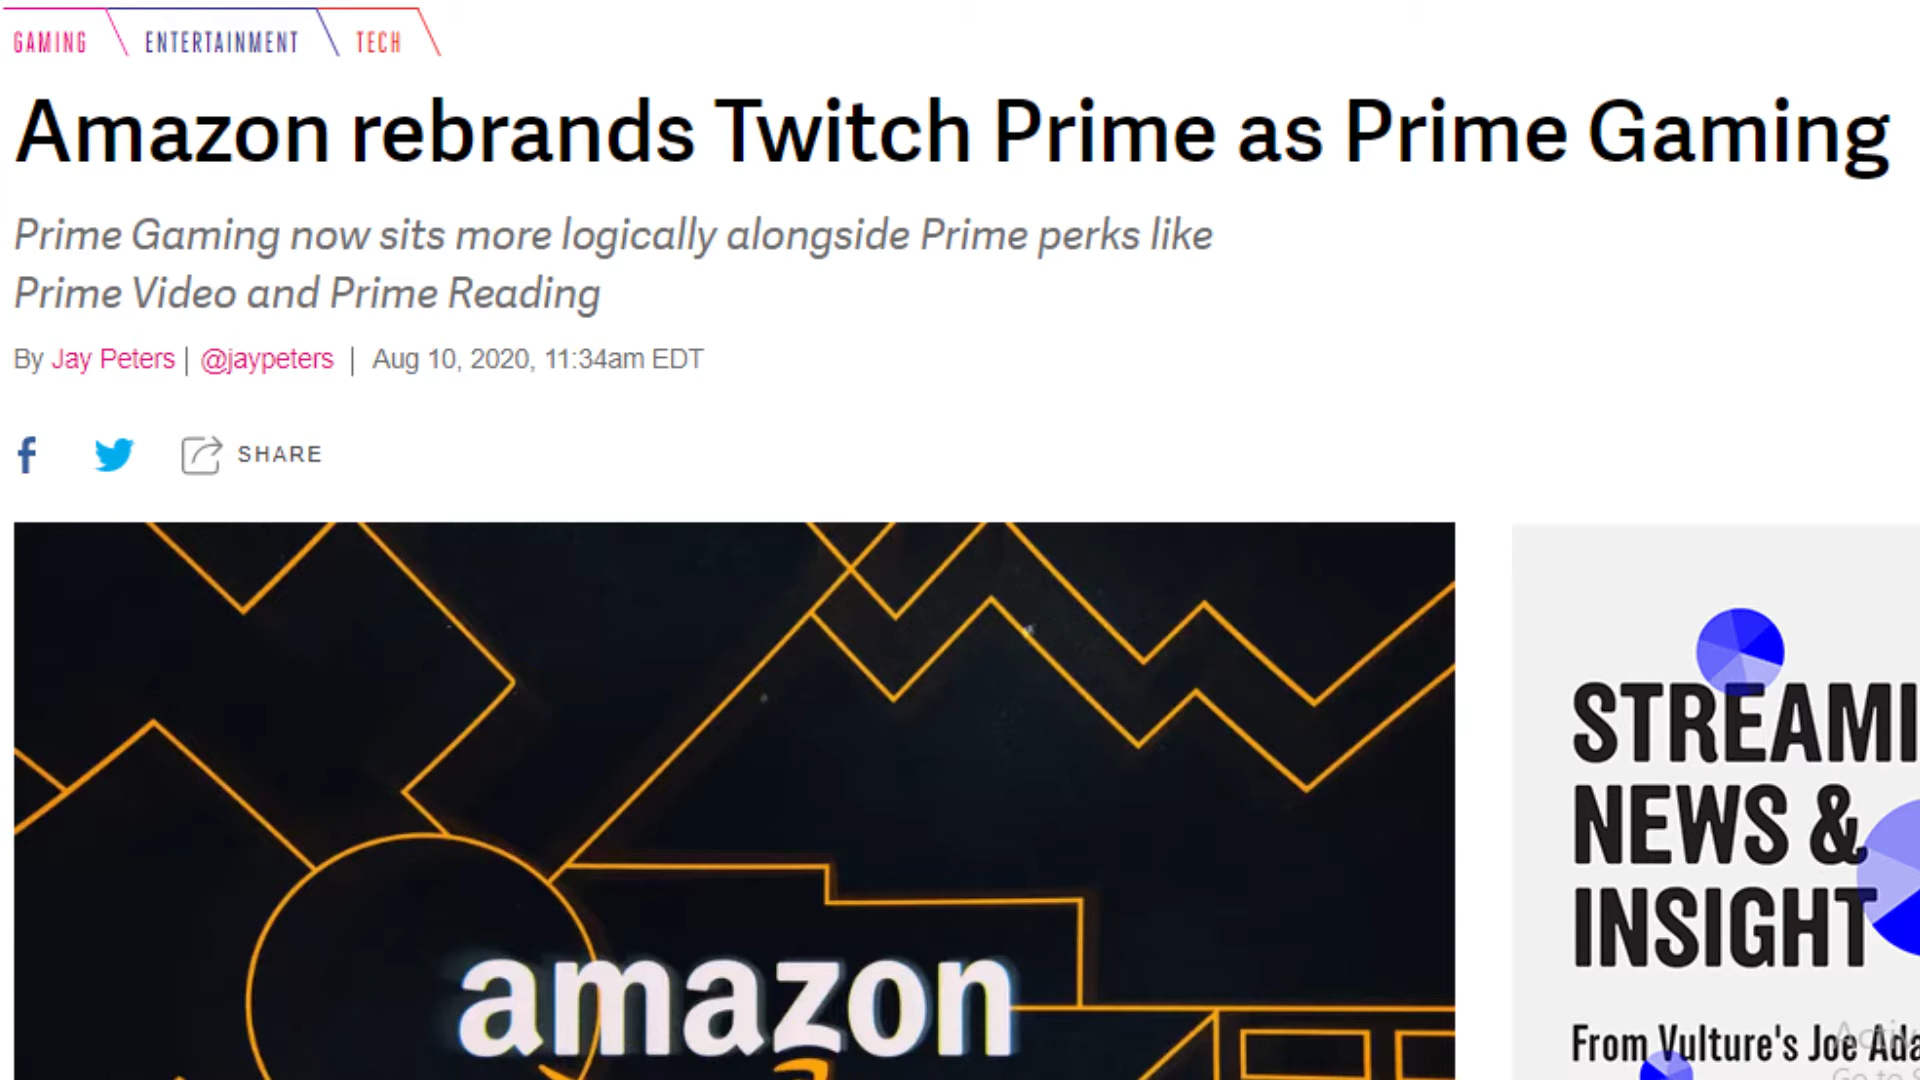 GAMING ENTERTAINMENT TECH
Amazon rebrands Twitch Prime as Prime Gaming
Prime Gaming now sits more logically alongside Prime perks like
Prime Video and Prime Reading
By Jay Peters | @jaypeters | Aug 10, 2020, 11:34am EDT
f SHARE
amazon
STREAMI
NEWS &
INSIGHT
From Vulture's Joe Ada